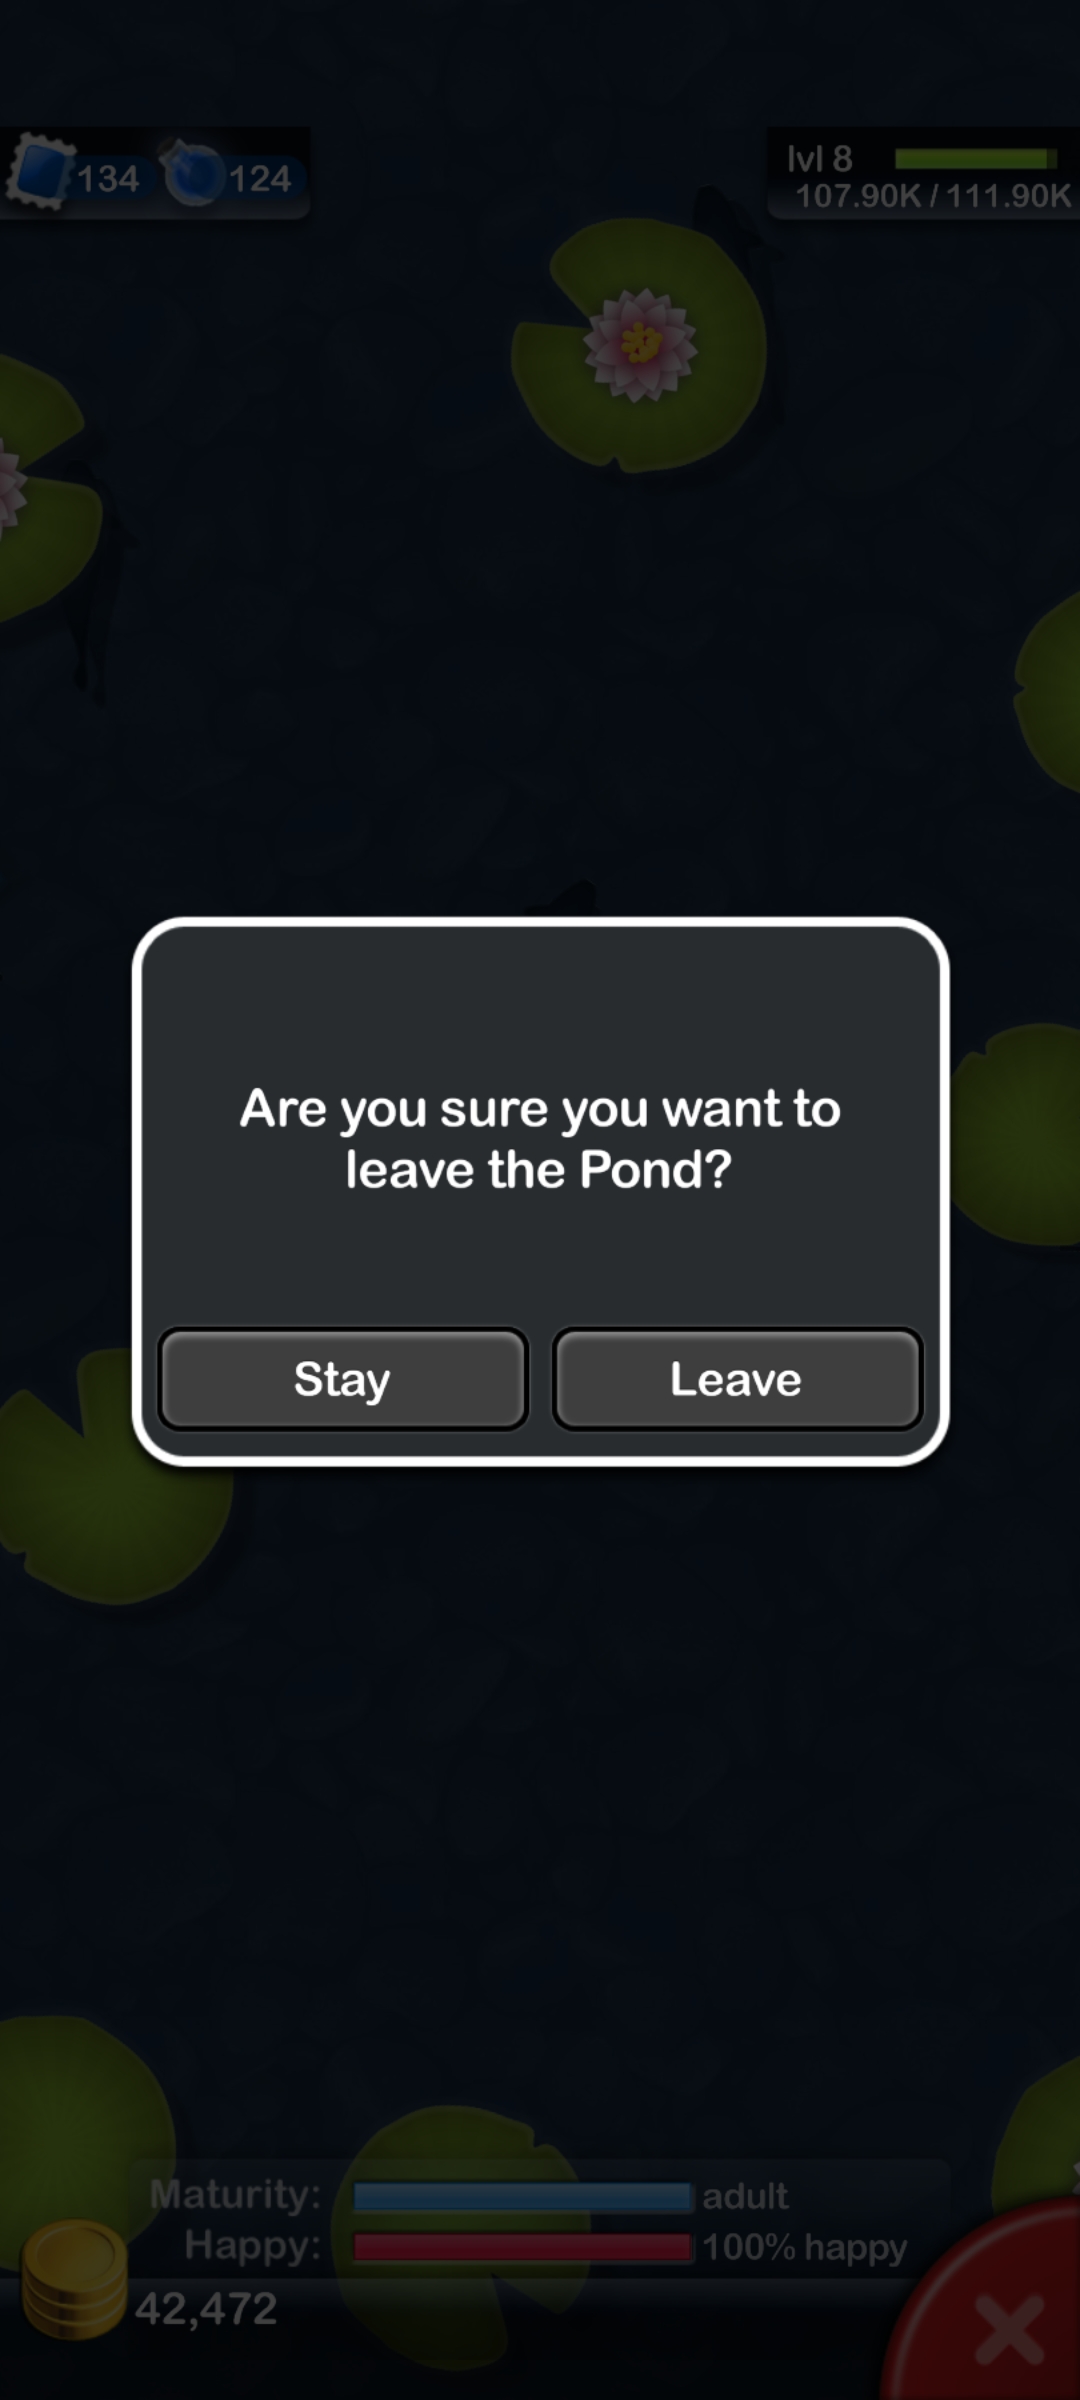 134 124
lvl 8
107.90K / 111.90K
Are you sure you want to
leave the Pond?
Stay Leave
Maturity: adult
Happy: 100% happy
42,472